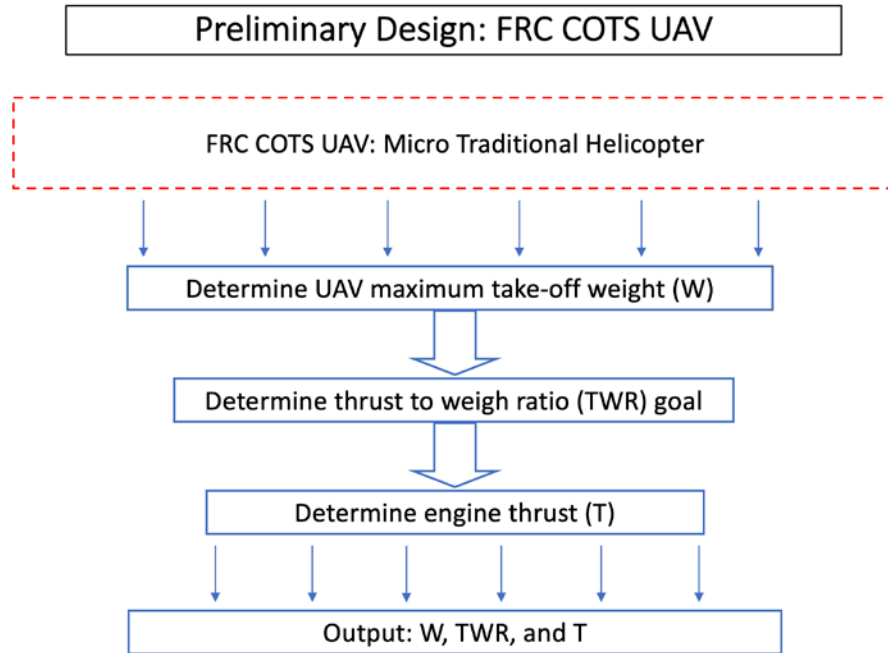 Preliminary Design: FRC COTS UAV
FRC COTS UAV: Micro Traditional Helicopter
Determine UAV maximum take-off weight (W)
Determine thrust to weigh ratio (TWR) goal
Determine engine thrust (T)
Output: W, TWR, and T